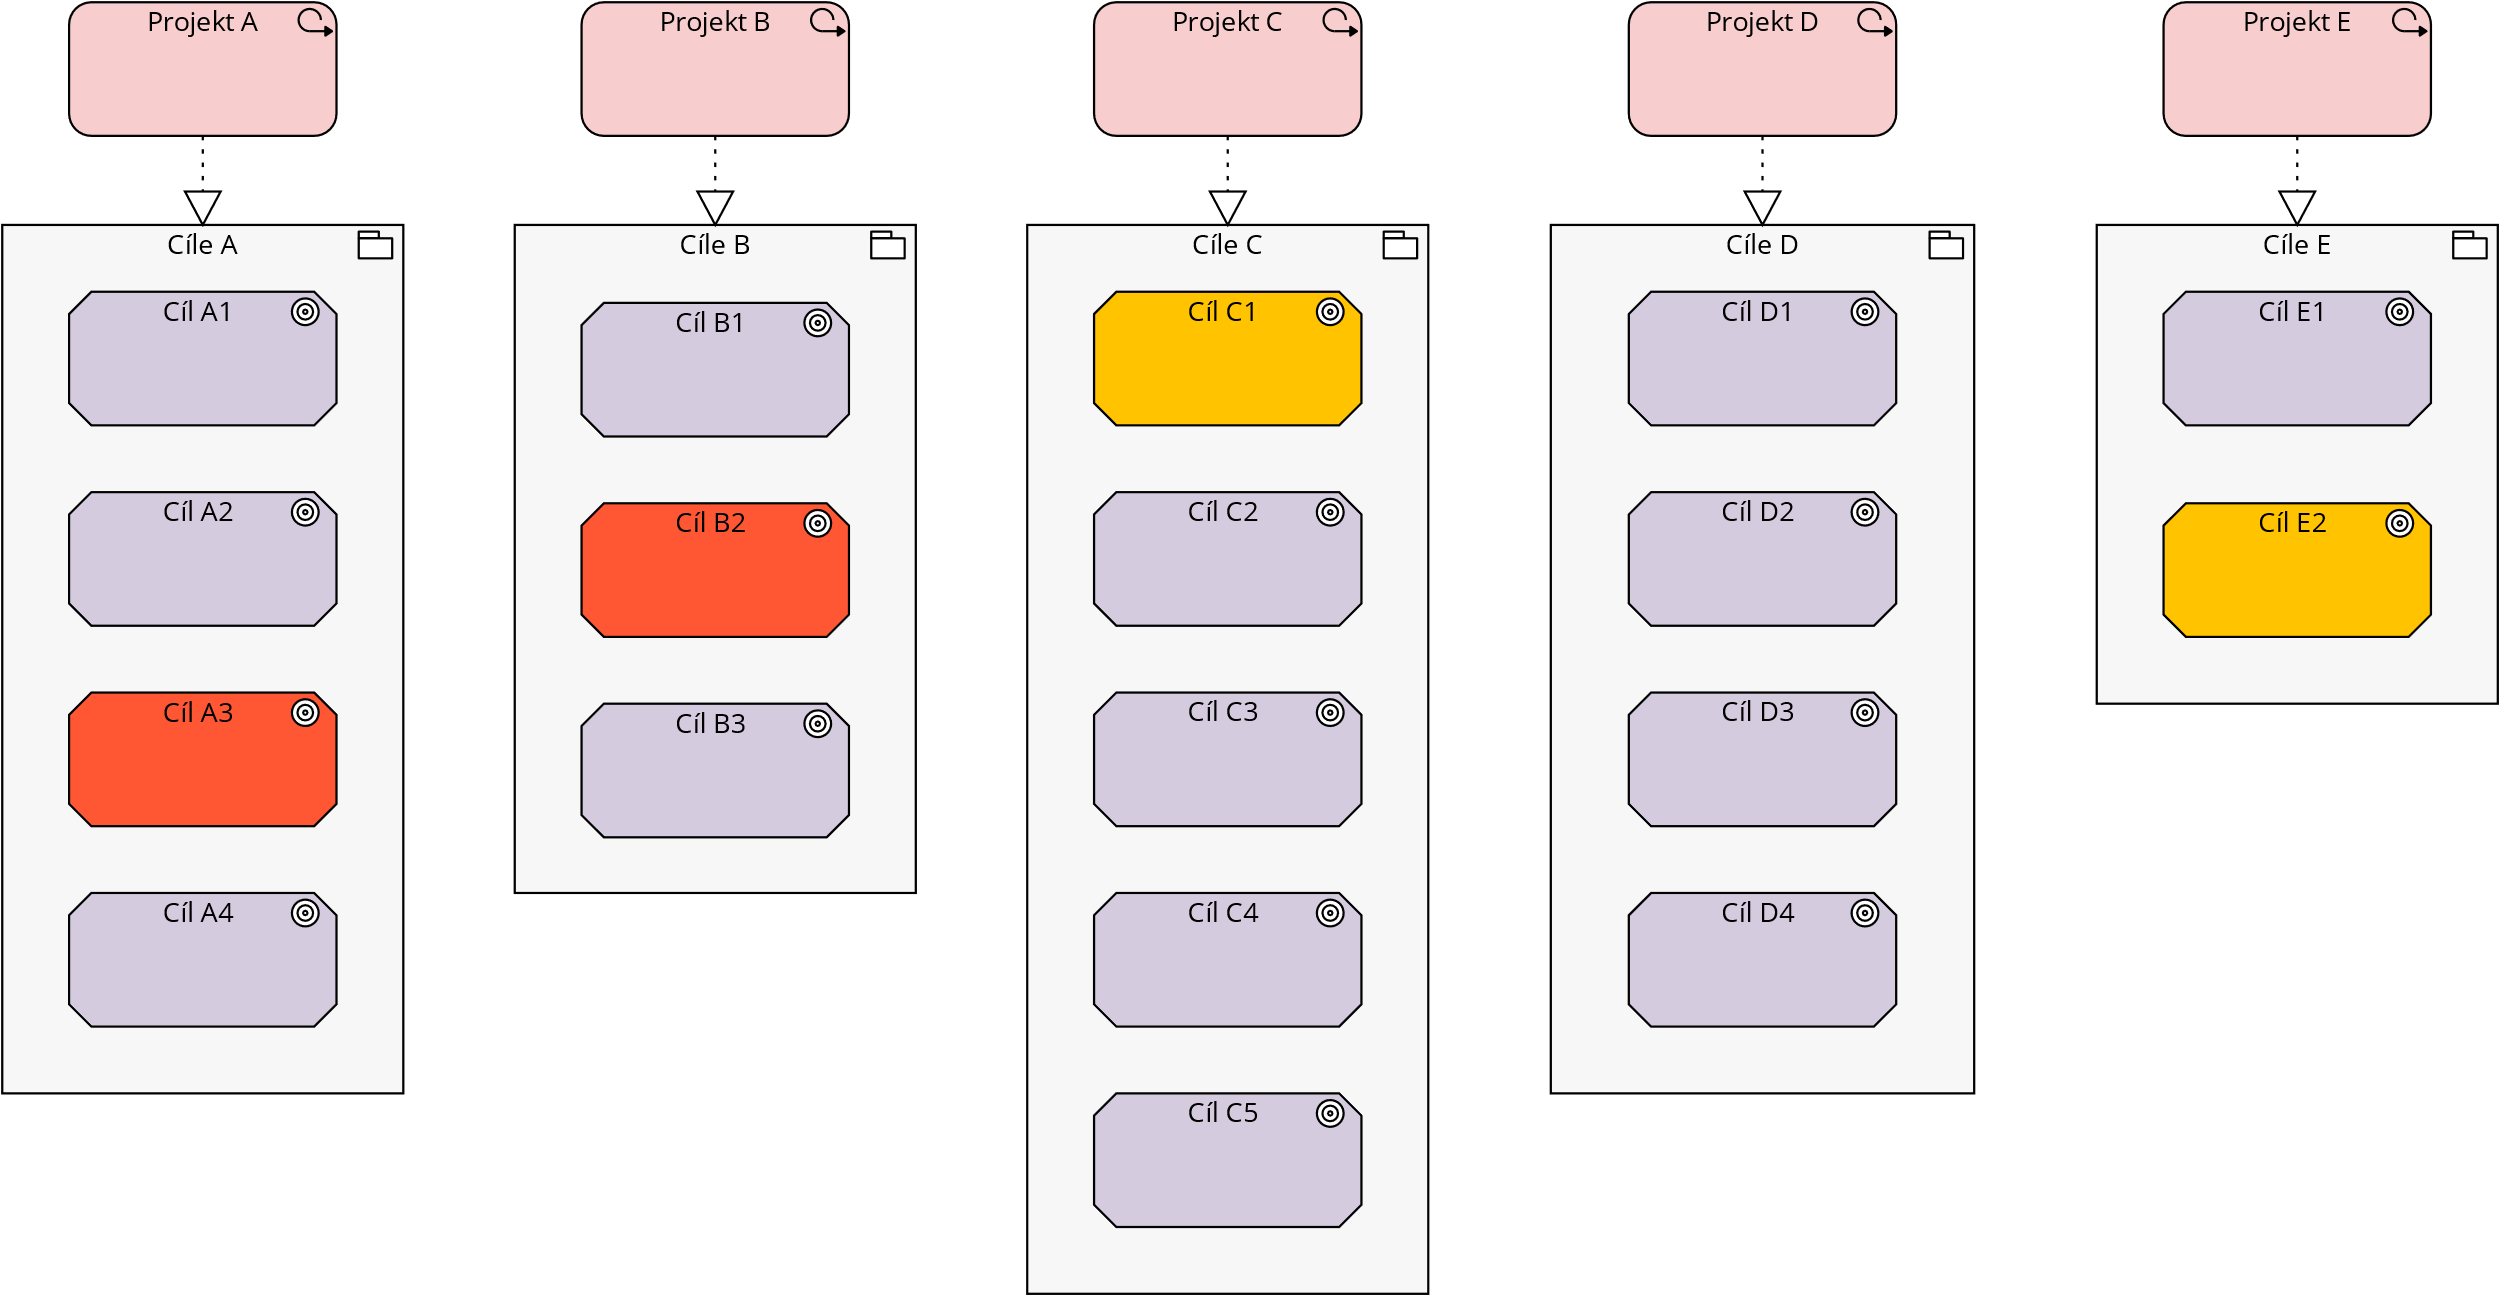 Projekt A
Projekt B
Projekt C
Projekt D
Projekt E
Cíle A
Cíl A1
Cíl A2
Cíl A3
Cíl A4
Cíle B
Cíl B1
Cíl B2
Cíl B3
Cíle C
Cíl C1
Cíl C2
Cíl C3
Cíl C4
Cíl C5
Cíle D
Cíl D1
Cíl D2
Cíl D3
Cíl D4
Cíle E
Cíl E1
Cíl E2